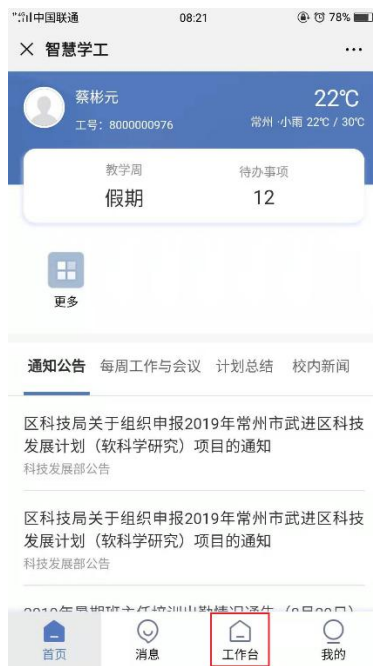 中国联通 08:21 78%
智慧学工 ...
蔡彬元 22℃
工号：8000000976 常州 ·小雨 22℃ / 30℃
教学周 待办事项
假期 12
更多
通知公告 每周工作与会议 计划总结 校内新闻
区科技局关于组织申报2019年常州市武进区科技
发展计划（软科学研究）项目的通知
科技发展部公告
区科技局关于组织申报2019年常州市武进区科技
发展计划（软科学研究）项目的通知
科技发展部公告
首页 消息 工作台 我的